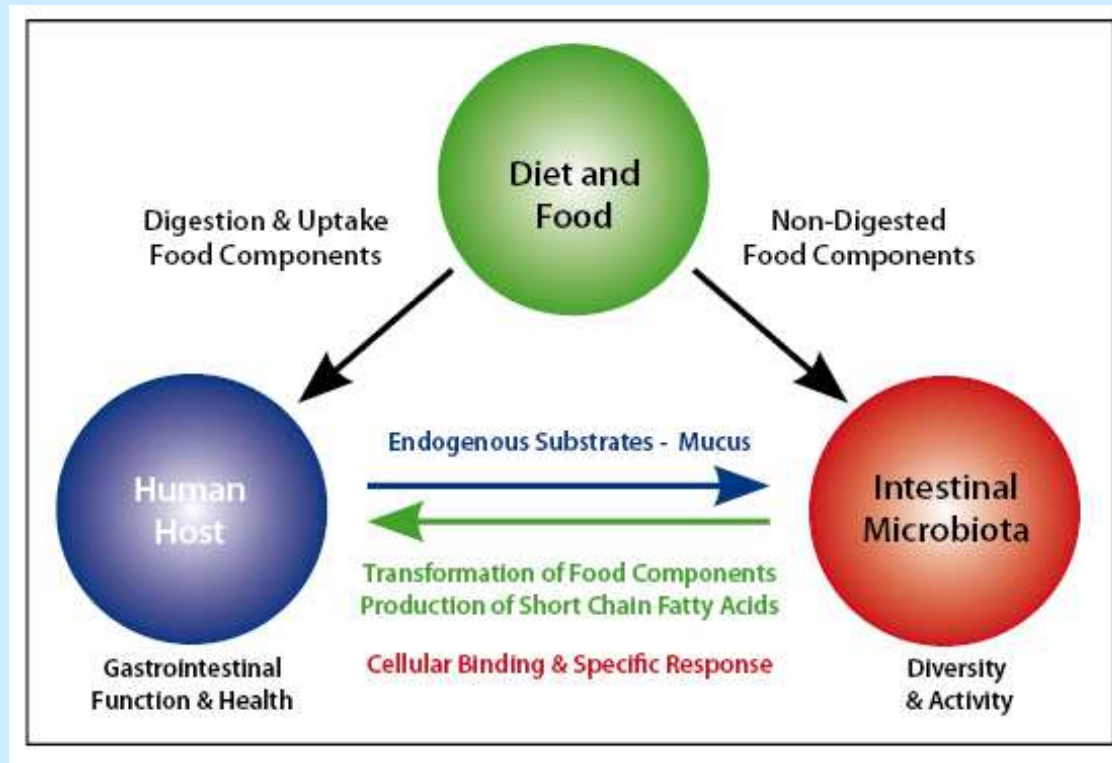 Diet and
Food
Digestion & Uptake
Food Components
Non-Digested
Food Components
Endogenous Substrates - Mucus
Human
Host
Intestinal
Microbiota
Transformation of Food Components
Production of Short Chain Fatty Acids
Cellular Binding & Specific Response
Gastrointestinal
Function & Health
Diversity
& Activity